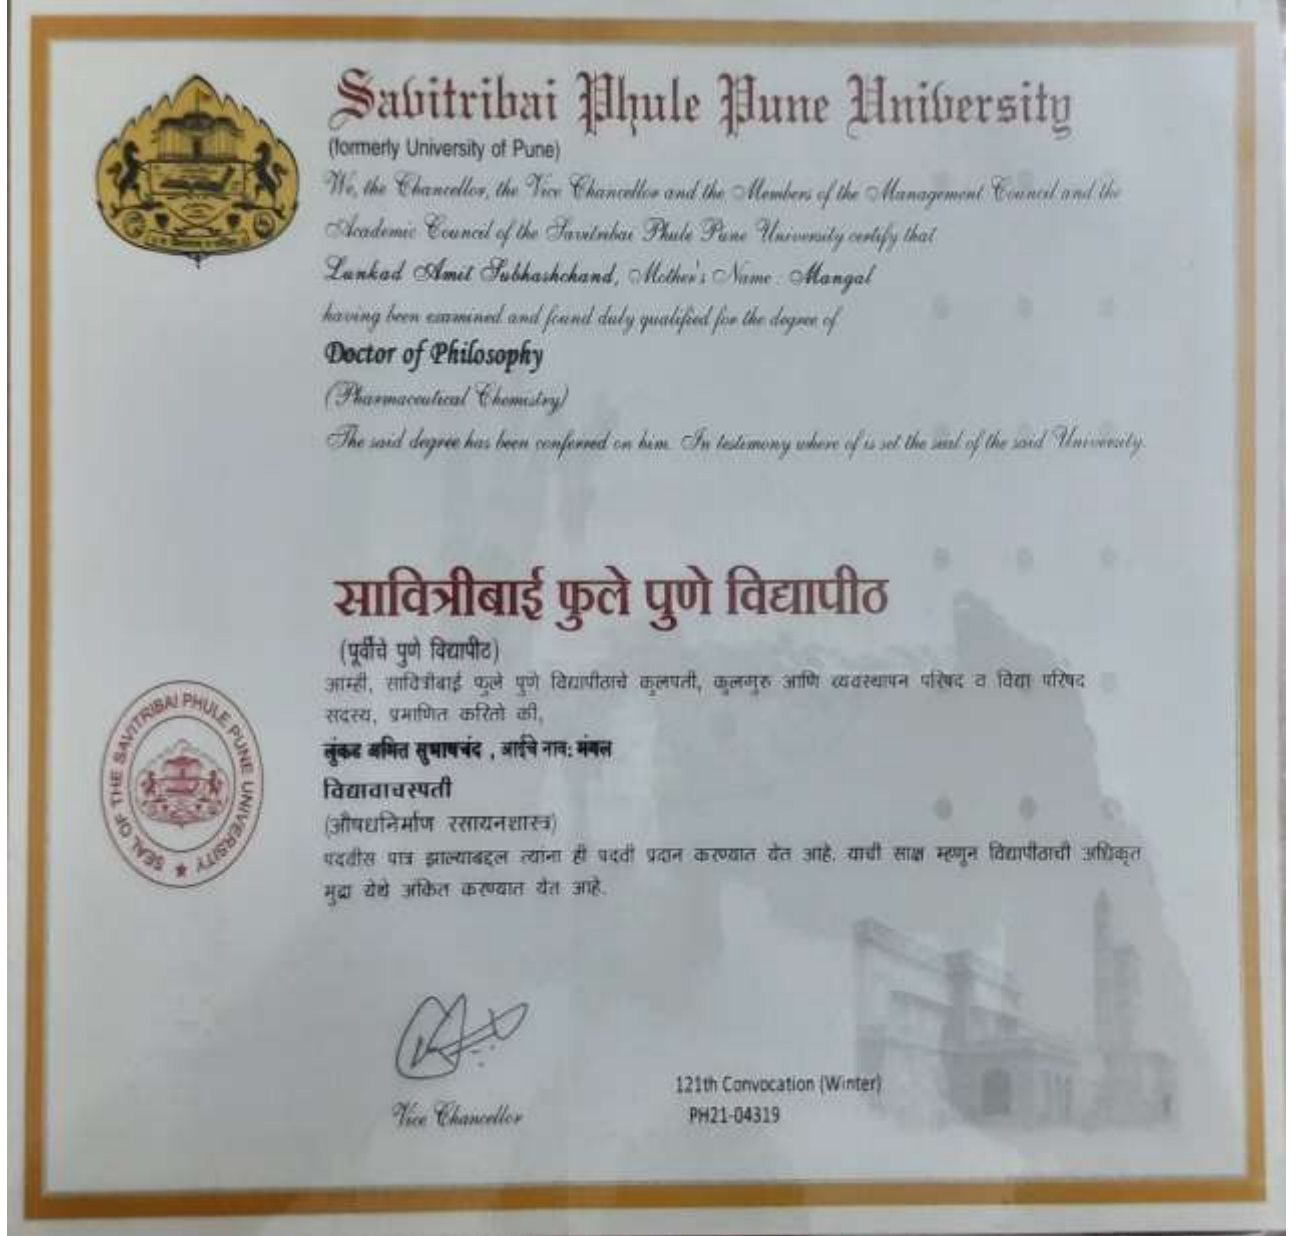 Savitribai Phule Pune University
(formerly University of Pune)
We, the Chancellor, the Vice Chancellor and the Members of the Management Council and the
Academic Council of the Savitribai Phule Pune University certify that
Lunkad Amit Subhashchand, Mother's Name : Mangal
having been examined and found duly qualified for the degree of
Doctor of Philosophy
(Pharmaceutical Chemistry)
The said degree has been conferred on him. In testimony where of is set the seal of the said University.
सावित्रीबाई फुले पुणे विद्यापीठ
(पूर्वीचे पुणे विद्यापीठ)
आम्ही, सावित्रीबाई फुले पुणे विद्यापीठाचे कुलपती, कुलगुरु आणि व्यवस्थापन परिषद व विद्या परिषद
सदस्य, प्रमाणित करितो की,
लुंकड अमित सुभाषचंद , आईचे नाव: मंगल
विद्यावाचस्पती
(औषधनिर्माण रसायनशास्त्र)
पदवीस पात्र झाल्याबद्दल त्यांना ही पदवी प्रदान करण्यात येत आहे. याची साक्ष म्हणून विद्यापीठाची अधिकृत
मुद्रा येथे अंकित करण्यात येत आहे.
SEAL OF THE SAVITRIBAI PHULE PUNE UNIVERSITY
Vice Chancellor
121th Convocation (Winter)
PH21-04319